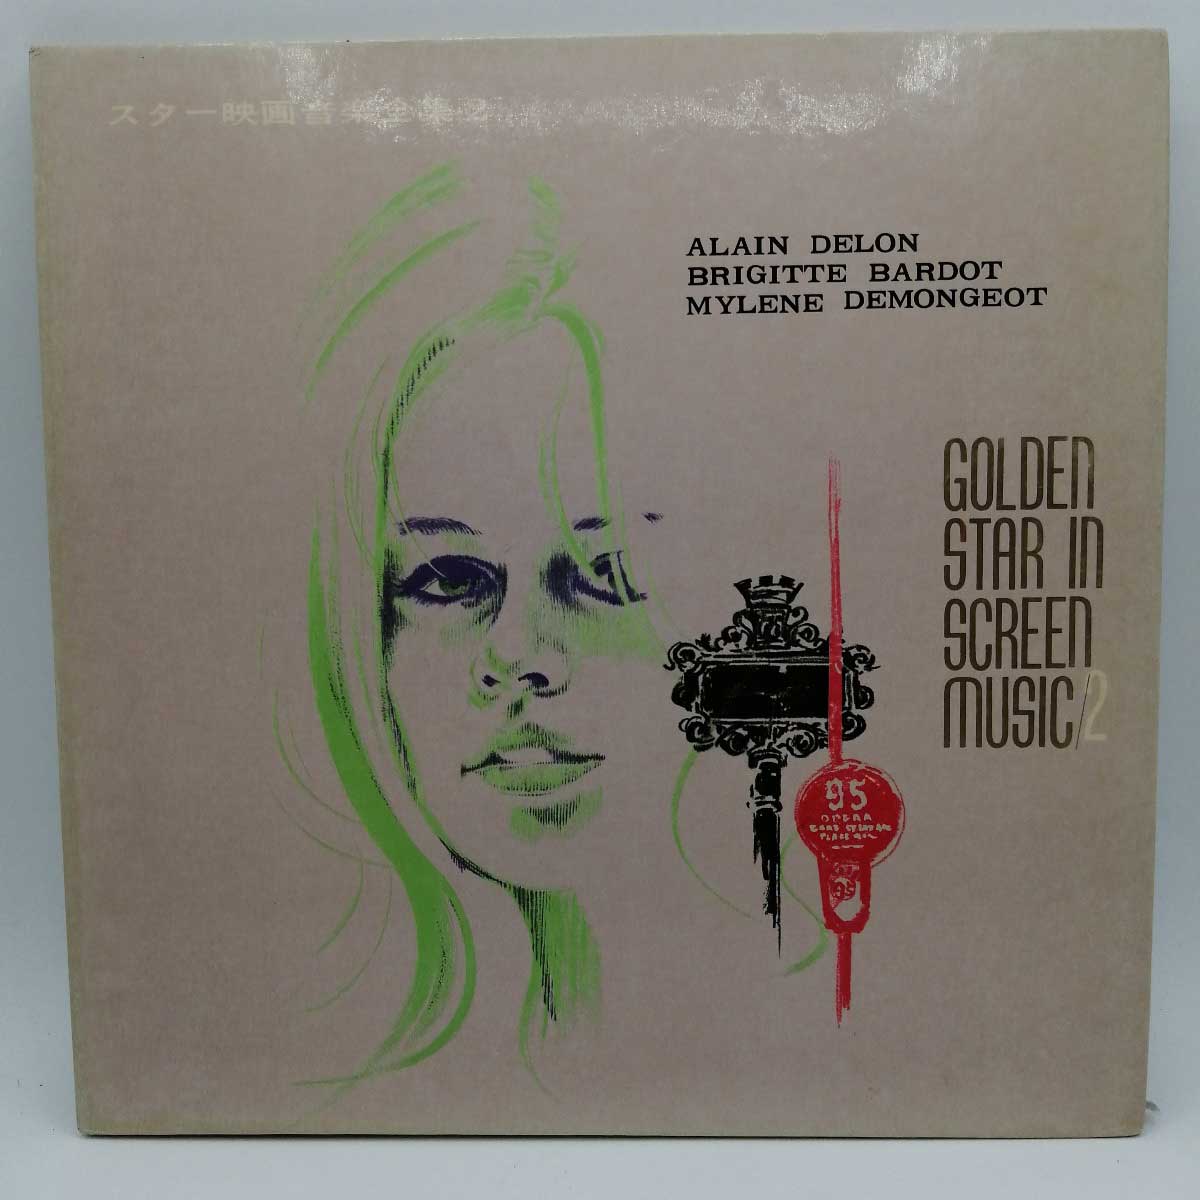 スター映画音楽全集2
ALAIN DELON
BRIGITTE BARDOT
MYLENE DEMONGEOT
GOLDEN
STAR IN
SCREEN
MUSIC/2
95
OPERA
95